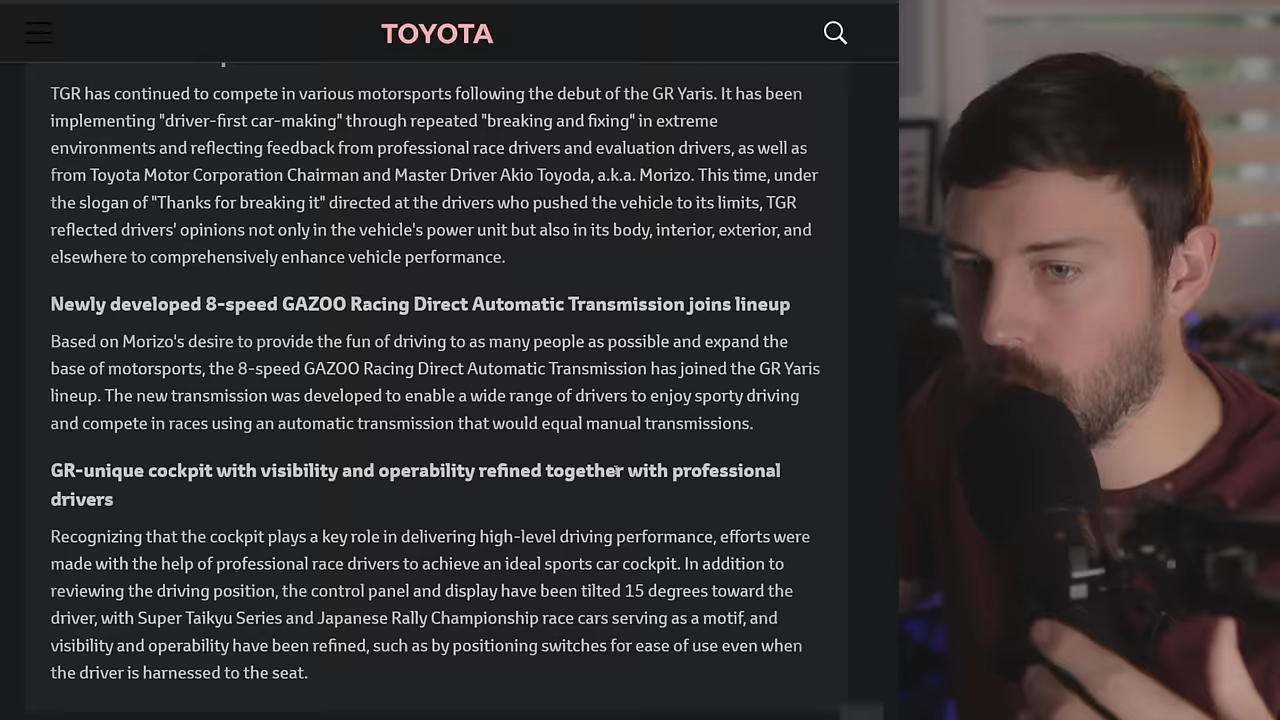 TOYOTA
TGR has continued to compete in various motorsports following the debut of the GR Yaris. It has been
implementing "driver-first car-making" through repeated "breaking and fixing" in extreme
environments and reflecting feedback from professional race drivers and evaluation drivers, as well as
from Toyota Motor Corporation Chairman and Master Driver Akio Toyoda, a.k.a. Morizo. This time, under
the slogan of "Thanks for breaking it" directed at the drivers who pushed the vehicle to its limits, TGR
reflected drivers' opinions not only in the vehicle's power unit but also in its body, interior, exterior, and
elsewhere to comprehensively enhance vehicle performance.
Newly developed 8-speed GAZOO Racing Direct Automatic Transmission joins lineup
Based on Morizo's desire to provide the fun of driving to as many people as possible and expand the
base of motorsports, the 8-speed GAZOO Racing Direct Automatic Transmission has joined the GR Yaris
lineup. The new transmission was developed to enable a wide range of drivers to enjoy sporty driving
and compete in races using an automatic transmission that would equal manual transmissions.
GR-unique cockpit with visibility and operability refined together with professional
drivers
Recognizing that the cockpit plays a key role in delivering high-level driving performance, efforts were
made with the help of professional race drivers to achieve an ideal sports car cockpit. In addition to
reviewing the driving position, the control panel and display have been tilted 15 degrees toward the
driver, with Super Taikyu Series and Japanese Rally Championship race cars serving as a motif, and
visibility and operability have been refined, such as by positioning switches for ease of use even when
the driver is harnessed to the seat.